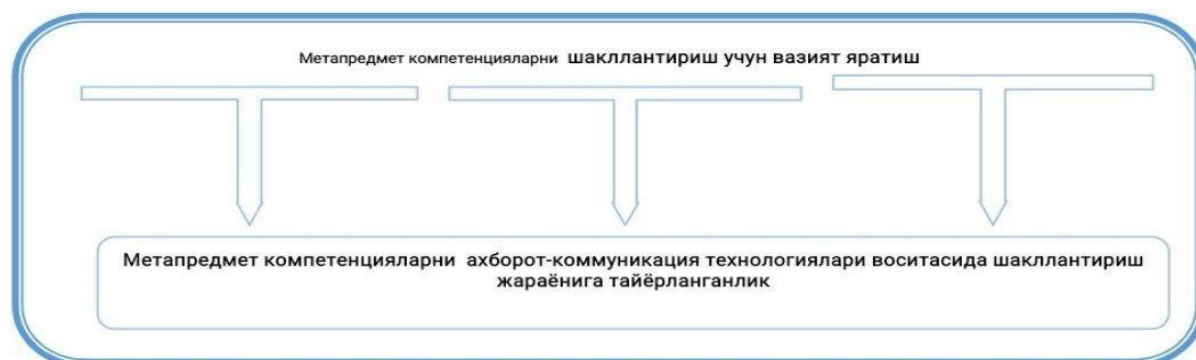 Метапредмет компетенцияларни шакллантириш учун вазият яратиш
Метапредмет компетенцияларни ахборот-коммуникация технологиялари воситасида шакллантириш
жараёнига тайёрланганлик